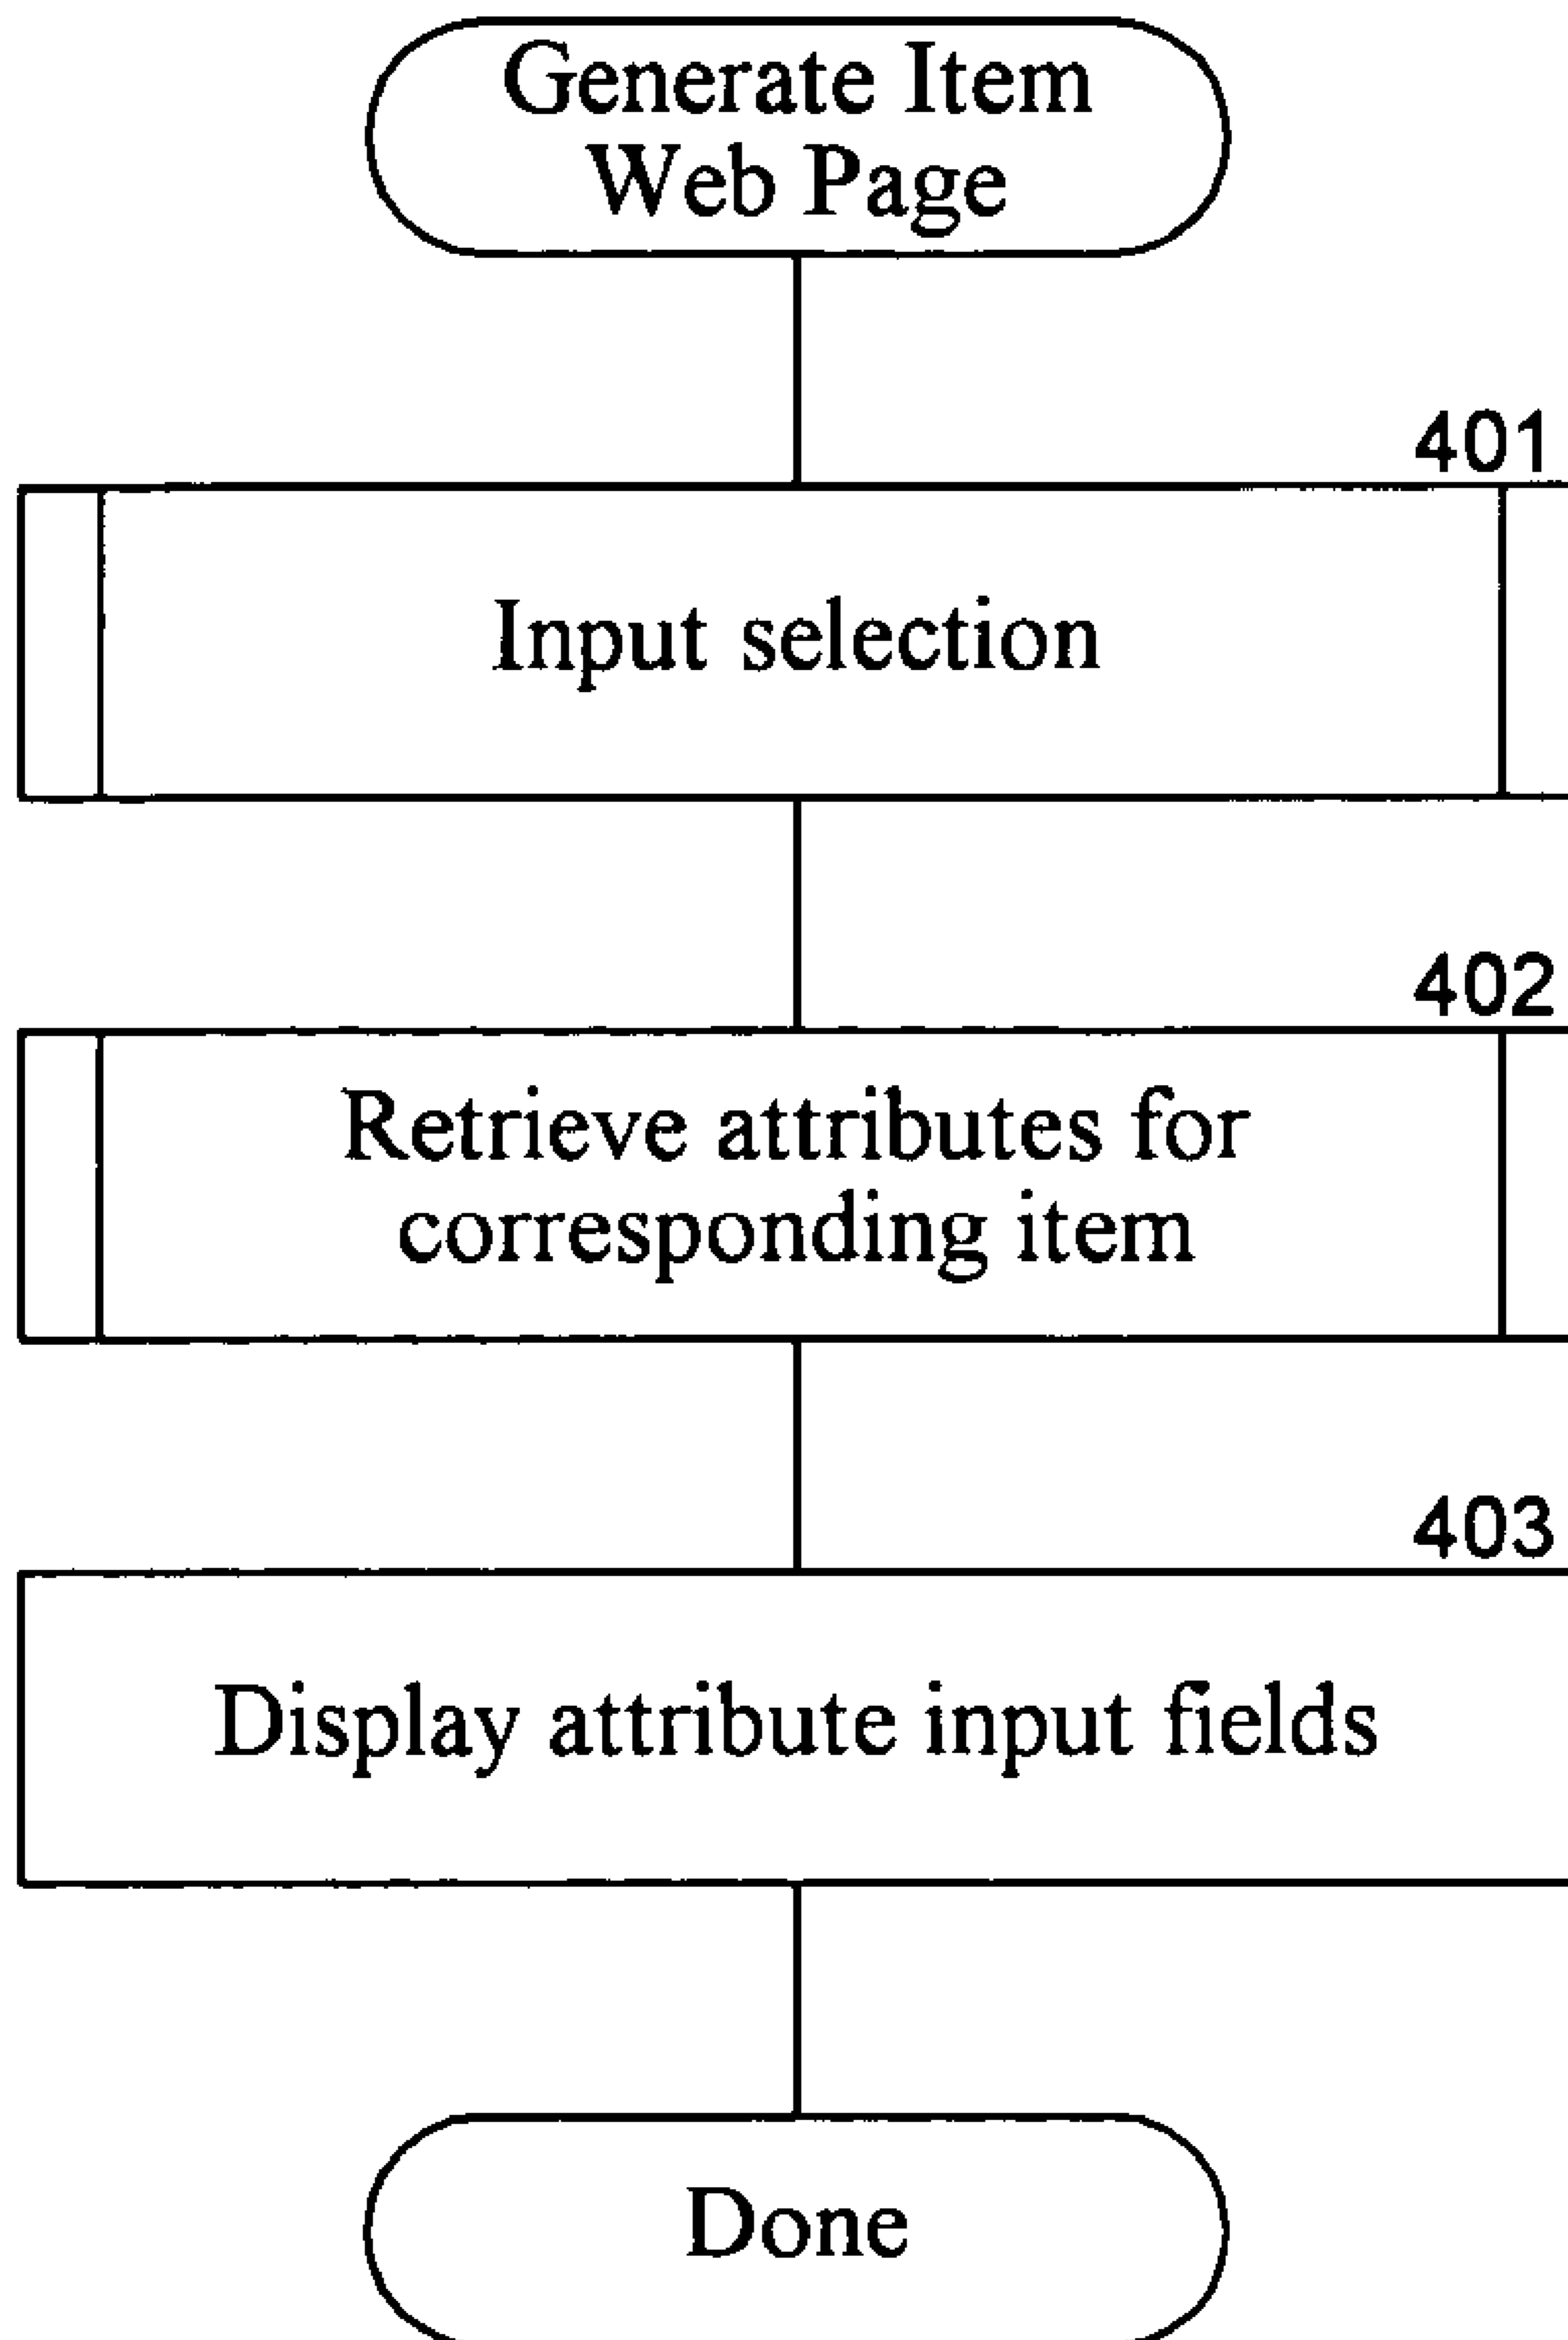 Generate Item
Web Page
401
Input selection
402
Retrieve attributes for
corresponding item
403
Display attribute input fields
Done